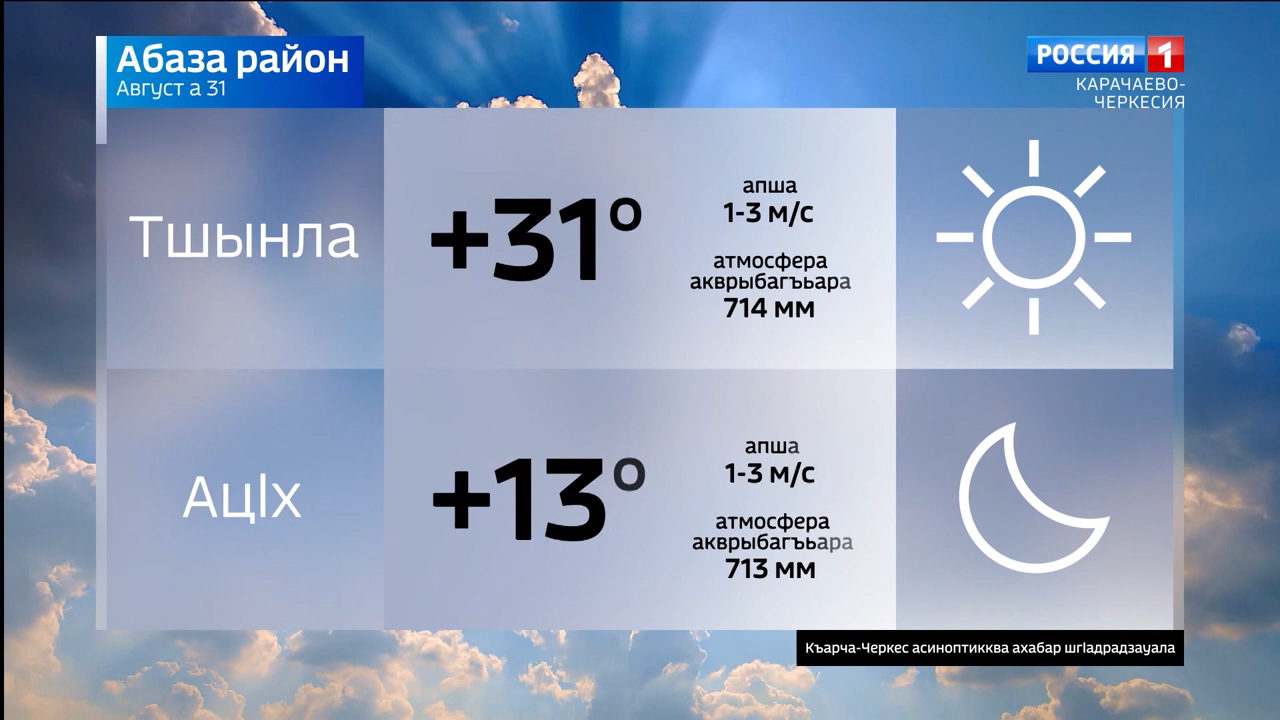 Абаза район
Август а 31
РОССИЯ 1
КАРАЧАЕВО-
ЧЕРКЕСИЯ
Тшынла
+31°
апша
1-3 м/с
атмосфера
акврыбагъьара
714 мм
АцӀх
+13°
апша
1-3 м/с
атмосфера
акврыбагъьара
713 мм
Къарча-Черкес асиноптикква ахабар шгӀадрадзауала